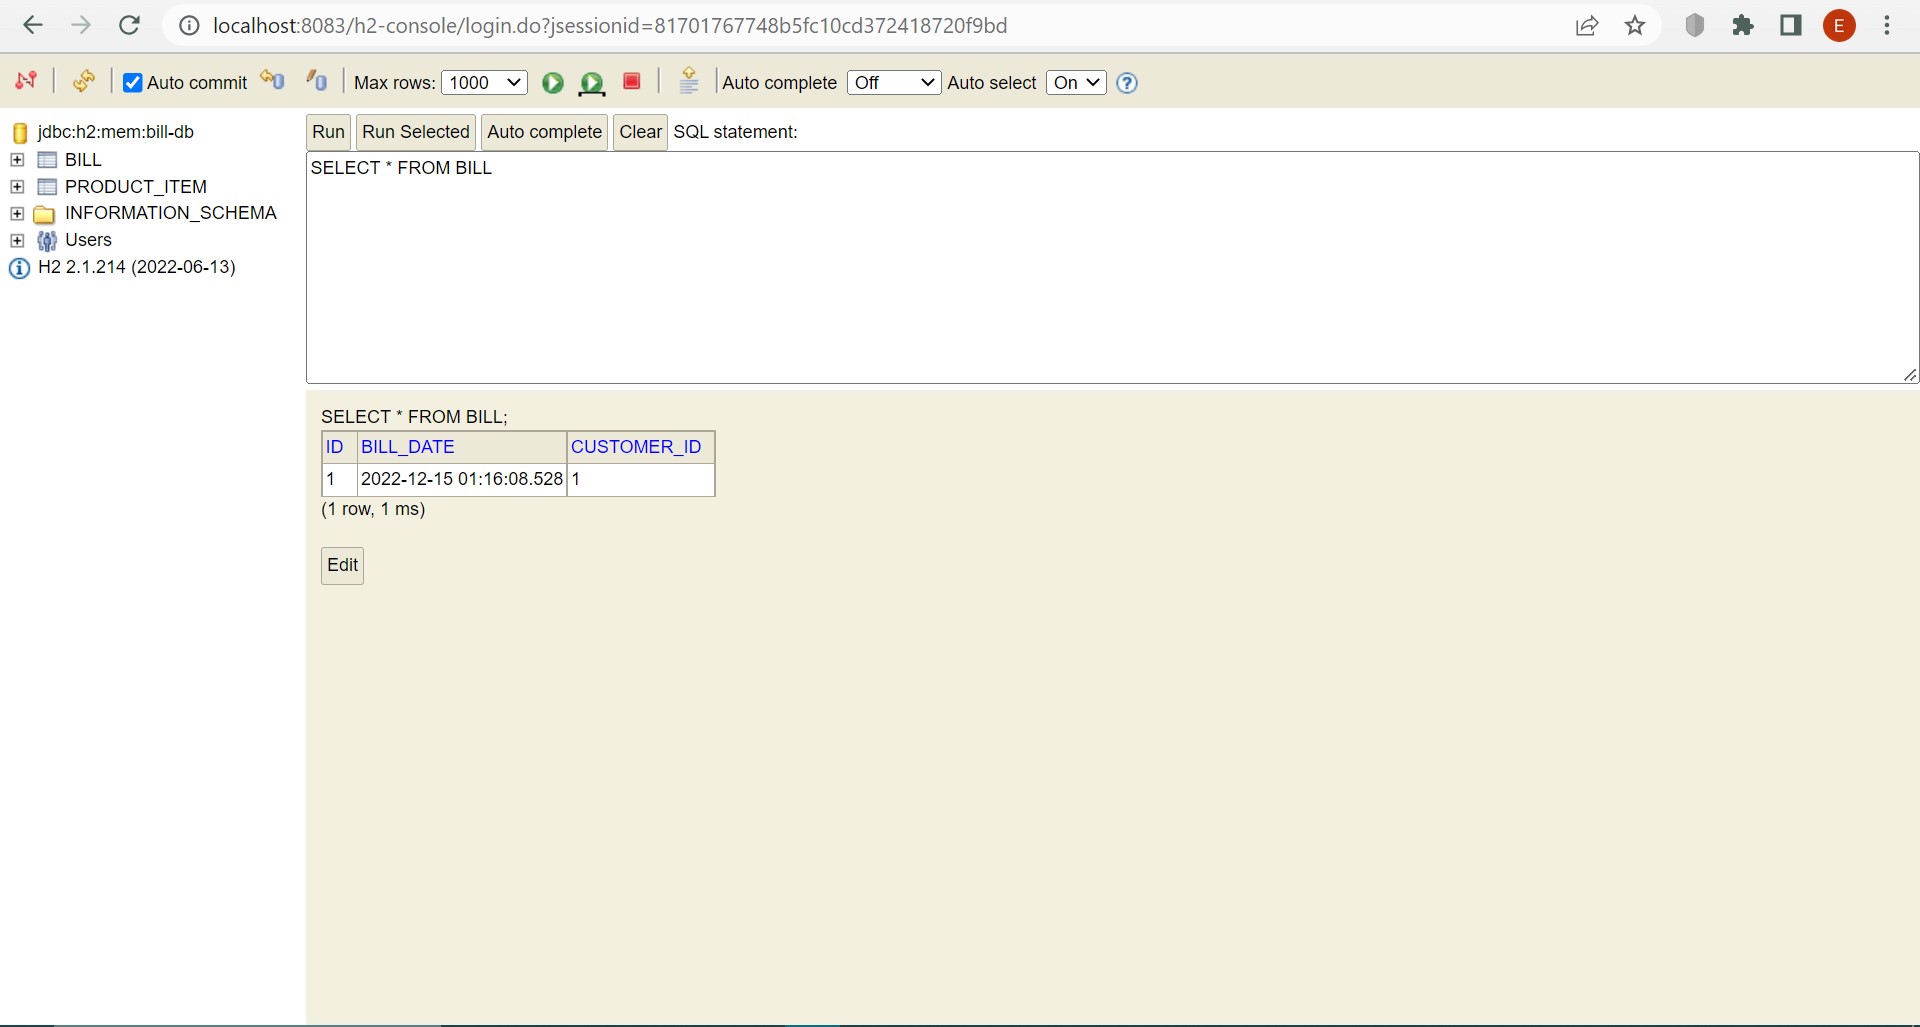 localhost:8083/h2-console/login.do?jsessionid=81701767748b5fc10cd372418720f9bd
E
Auto commit Max rows: 1000 Auto complete Off Auto select On ?
jdbc:h2:mem:bill-db
BILL
PRODUCT_ITEM
INFORMATION_SCHEMA
Users
H2 2.1.214 (2022-06-13)
Run Run Selected Auto complete Clear SQL statement:
SELECT * FROM BILL
SELECT * FROM BILL;
ID BILL_DATE CUSTOMER_ID
1 2022-12-15 01:16:08.528 1
(1 row, 1 ms)
Edit